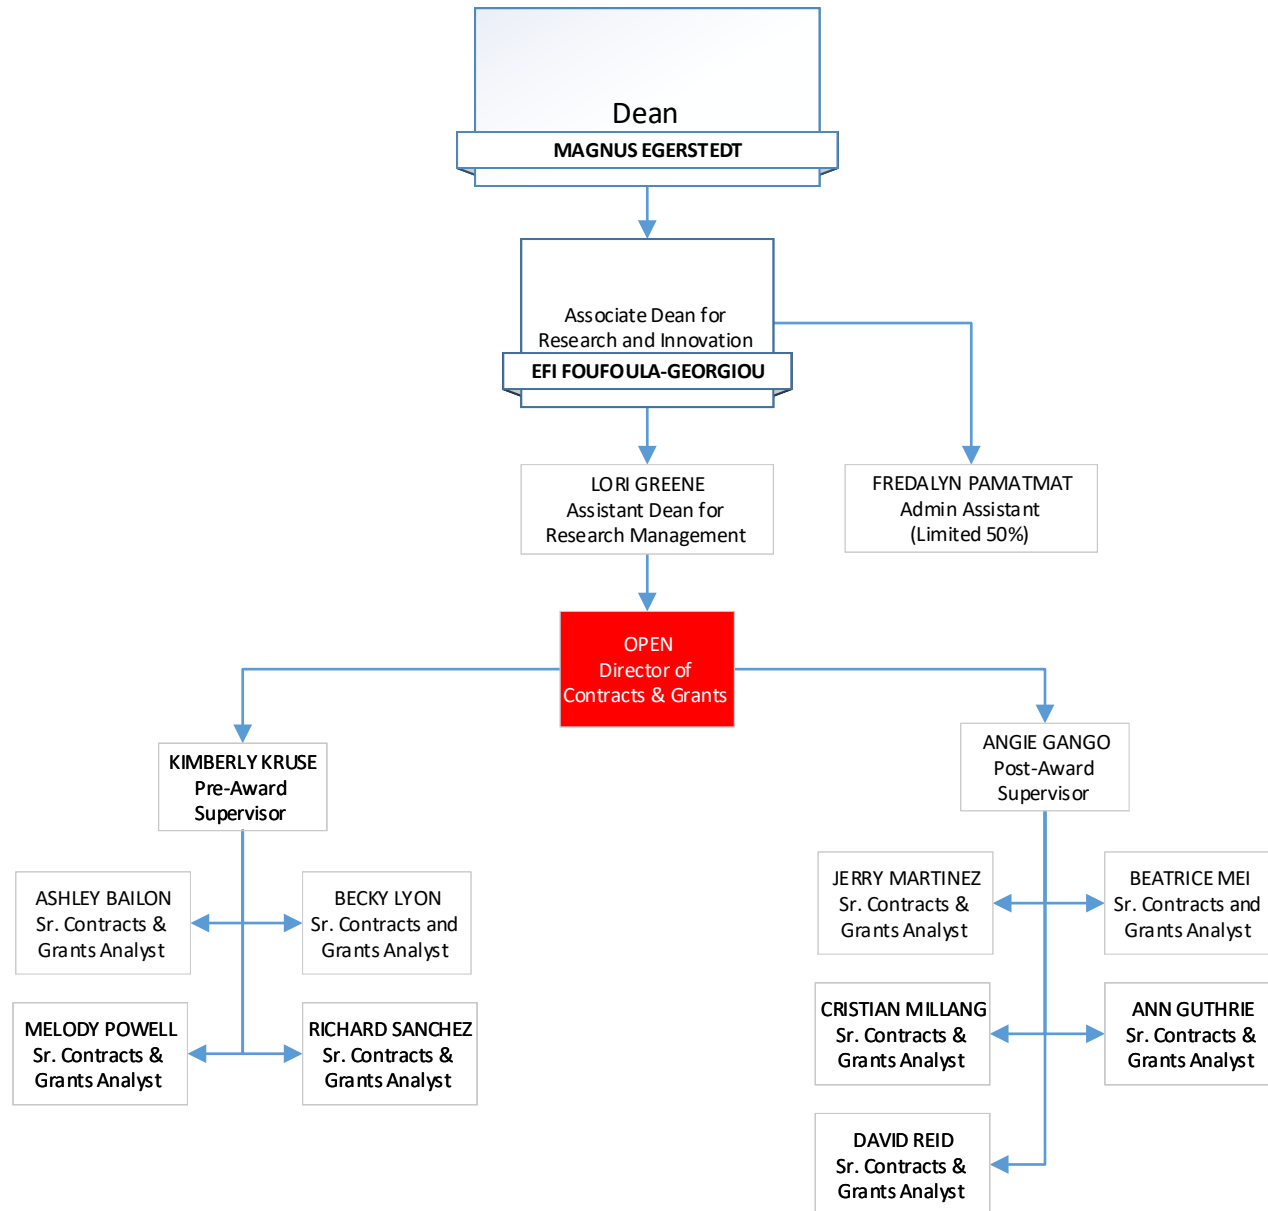 Dean
MAGNUS EGERSTEDT
Associate Dean for
Research and Innovation
EFI FOUFOULA-GEORGIOU
LORI GREENE
Assistant Dean for
Research Management
FREDALYN PAMATMAT
Admin Assistant
(Limited 50%)
OPEN
Director of
Contracts & Grants
KIMBERLY KRUSE
Pre-Award
Supervisor
ANGIE GANGO
Post-Award
Supervisor
ASHLEY BAILON
Sr. Contracts &
Grants Analyst
BECKY LYON
Sr. Contracts and
Grants Analyst
MELODY POWELL
Sr. Contracts &
Grants Analyst
RICHARD SANCHEZ
Sr. Contracts &
Grants Analyst
JERRY MARTINEZ
Sr. Contracts &
Grants Analyst
BEATRICE MEI
Sr. Contracts and
Grants Analyst
CRISTIAN MILLANG
Sr. Contracts &
Grants Analyst
ANN GUTHRIE
Sr. Contracts &
Grants Analyst
DAVID REID
Sr. Contracts &
Grants Analyst